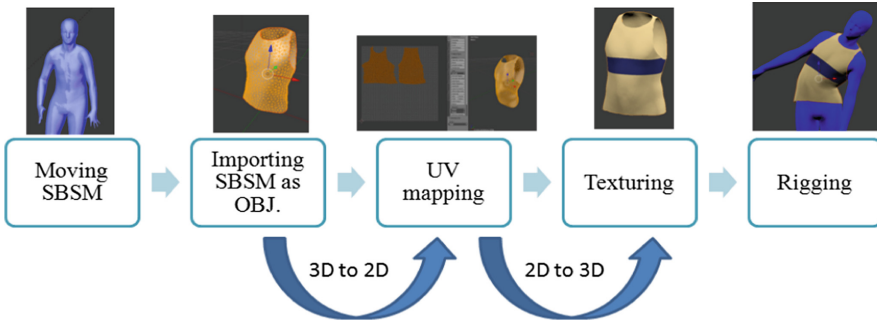 Moving
SBSM
Importing
SBSM as
OBJ.
UV
mapping
Texturing
Rigging
3D to 2D
2D to 3D